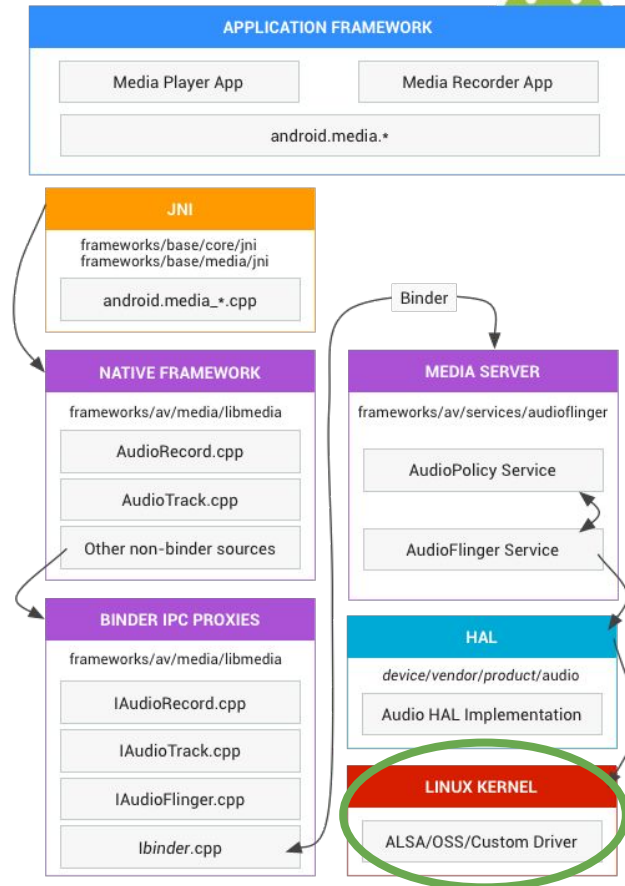 APPLICATION FRAMEWORK
Media Player App
Media Recorder App
android.media.*
JNI
frameworks/base/core/jni
frameworks/base/media/jni
android.media_*.cpp
Binder
NATIVE FRAMEWORK
frameworks/av/media/libmedia
AudioRecord.cpp
AudioTrack.cpp
Other non-binder sources
MEDIA SERVER
frameworks/av/services/audioflinger
AudioPolicy Service
AudioFlinger Service
BINDER IPC PROXIES
frameworks/av/media/libmedia
IAudioRecord.cpp
IAudioTrack.cpp
IAudioFlinger.cpp
Ibinder.cpp
HAL
device/vendor/product/audio
Audio HAL Implementation
LINUX KERNEL
ALSA/OSS/Custom Driver